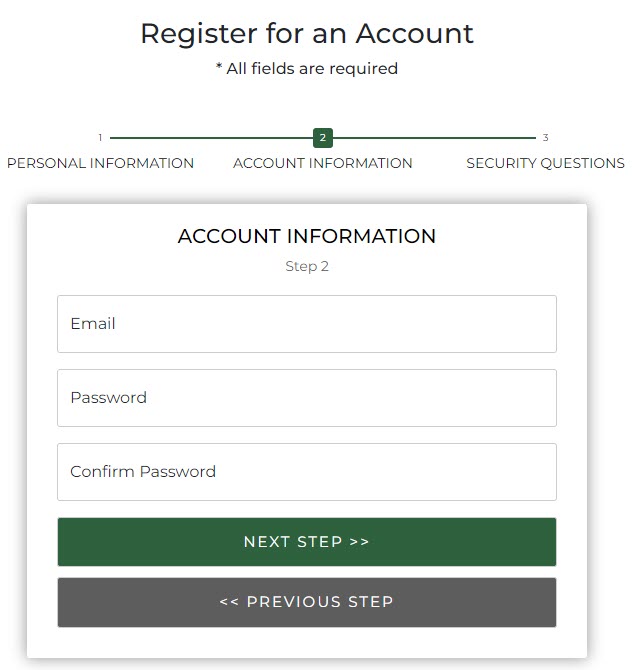 Register for an Account
* All fields are required
1 2 3
PERSONAL INFORMATION ACCOUNT INFORMATION SECURITY QUESTIONS
ACCOUNT INFORMATION
Step 2
Email
Password
Confirm Password
NEXT STEP >>
<< PREVIOUS STEP